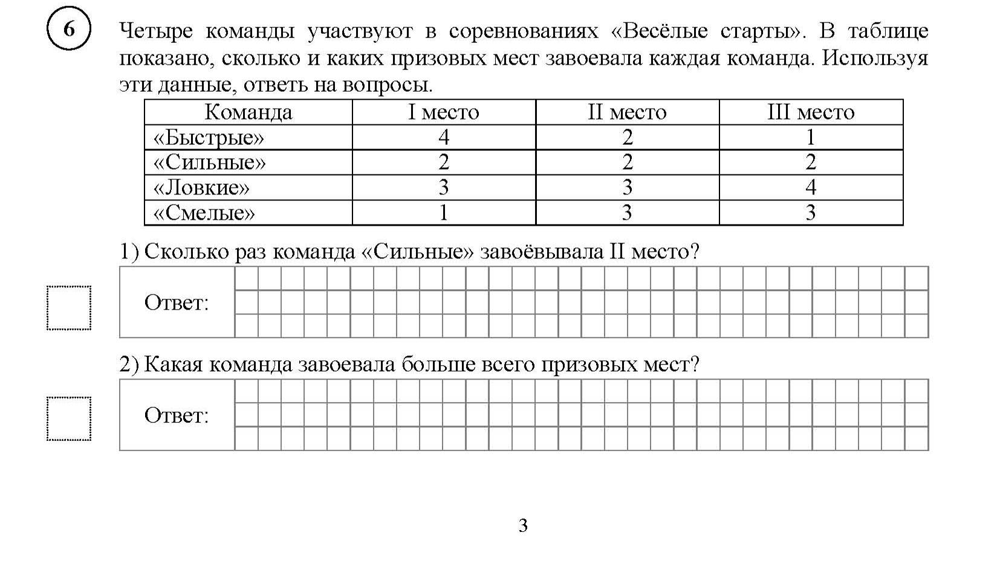 6
Четыре команды участвуют в соревнованиях «Весёлые старты». В таблице
показано, сколько и каких призовых мест завоевала каждая команда. Используя
эти данные, ответь на вопросы.
Команда I место II место III место
«Быстрые» 4 2 1
«Сильные» 2 2 2
«Ловкие» 3 3 4
«Смелые» 1 3 3
1) Сколько раз команда «Сильные» завоёвывала II место?
Ответ:
2) Какая команда завоевала больше всего призовых мест?
Ответ:
3